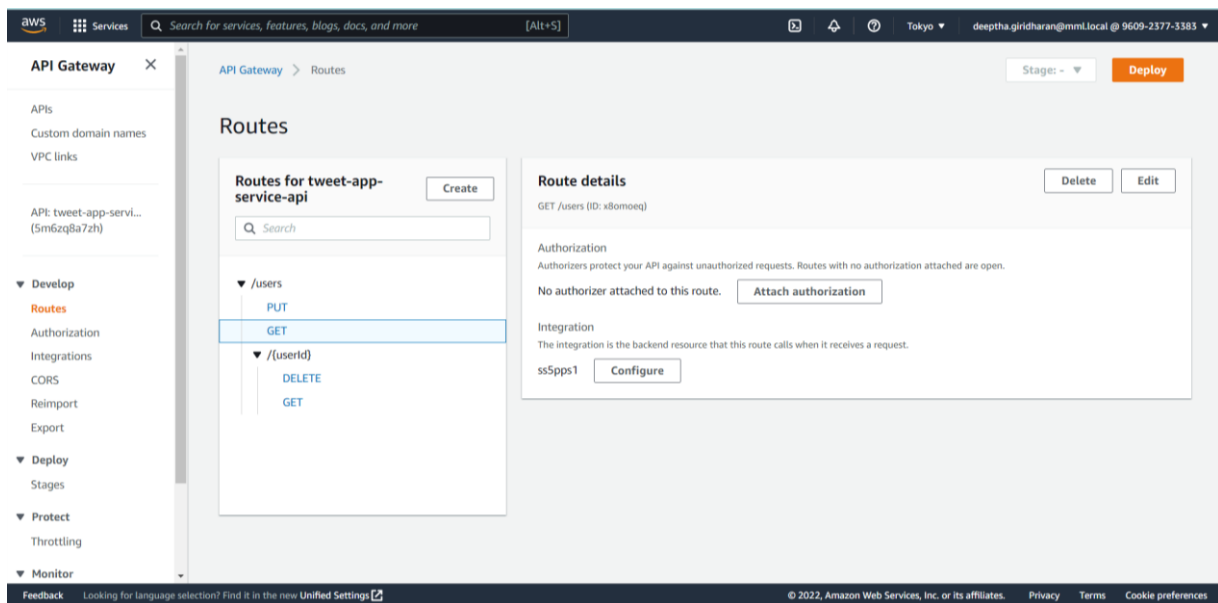 aws
Services
Search for services, features, blogs, docs, and more
[Alt+S]
Tokyo ▼
deeptha.giridharan@mml.local @ 9609-2377-3383 ▼
API Gateway
APIs
Custom domain names
VPC links
API: tweet-app-servi...
(5m6zq8a7zh)
▼ Develop
Routes
Authorization
Integrations
CORS
Reimport
Export
▼ Deploy
Stages
▼ Protect
Throttling
▼ Monitor
API Gateway > Routes
Stage: - ▼
Deploy
Routes
Routes for tweet-app-
service-api
Create
Search
▼ /users
PUT
GET
▼ /{userId}
DELETE
GET
Route details
Delete
Edit
GET /users (ID: x8omoeq)
Authorization
Authorizers protect your API against unauthorized requests. Routes with no authorization attached are open.
No authorizer attached to this route.
Attach authorization
Integration
The integration is the backend resource that this route calls when it receives a request.
ss5pps1
Configure
Feedback
Looking for language selection? Find it in the new Unified Settings
© 2022, Amazon Web Services, Inc. or its affiliates.
Privacy
Terms
Cookie preferences